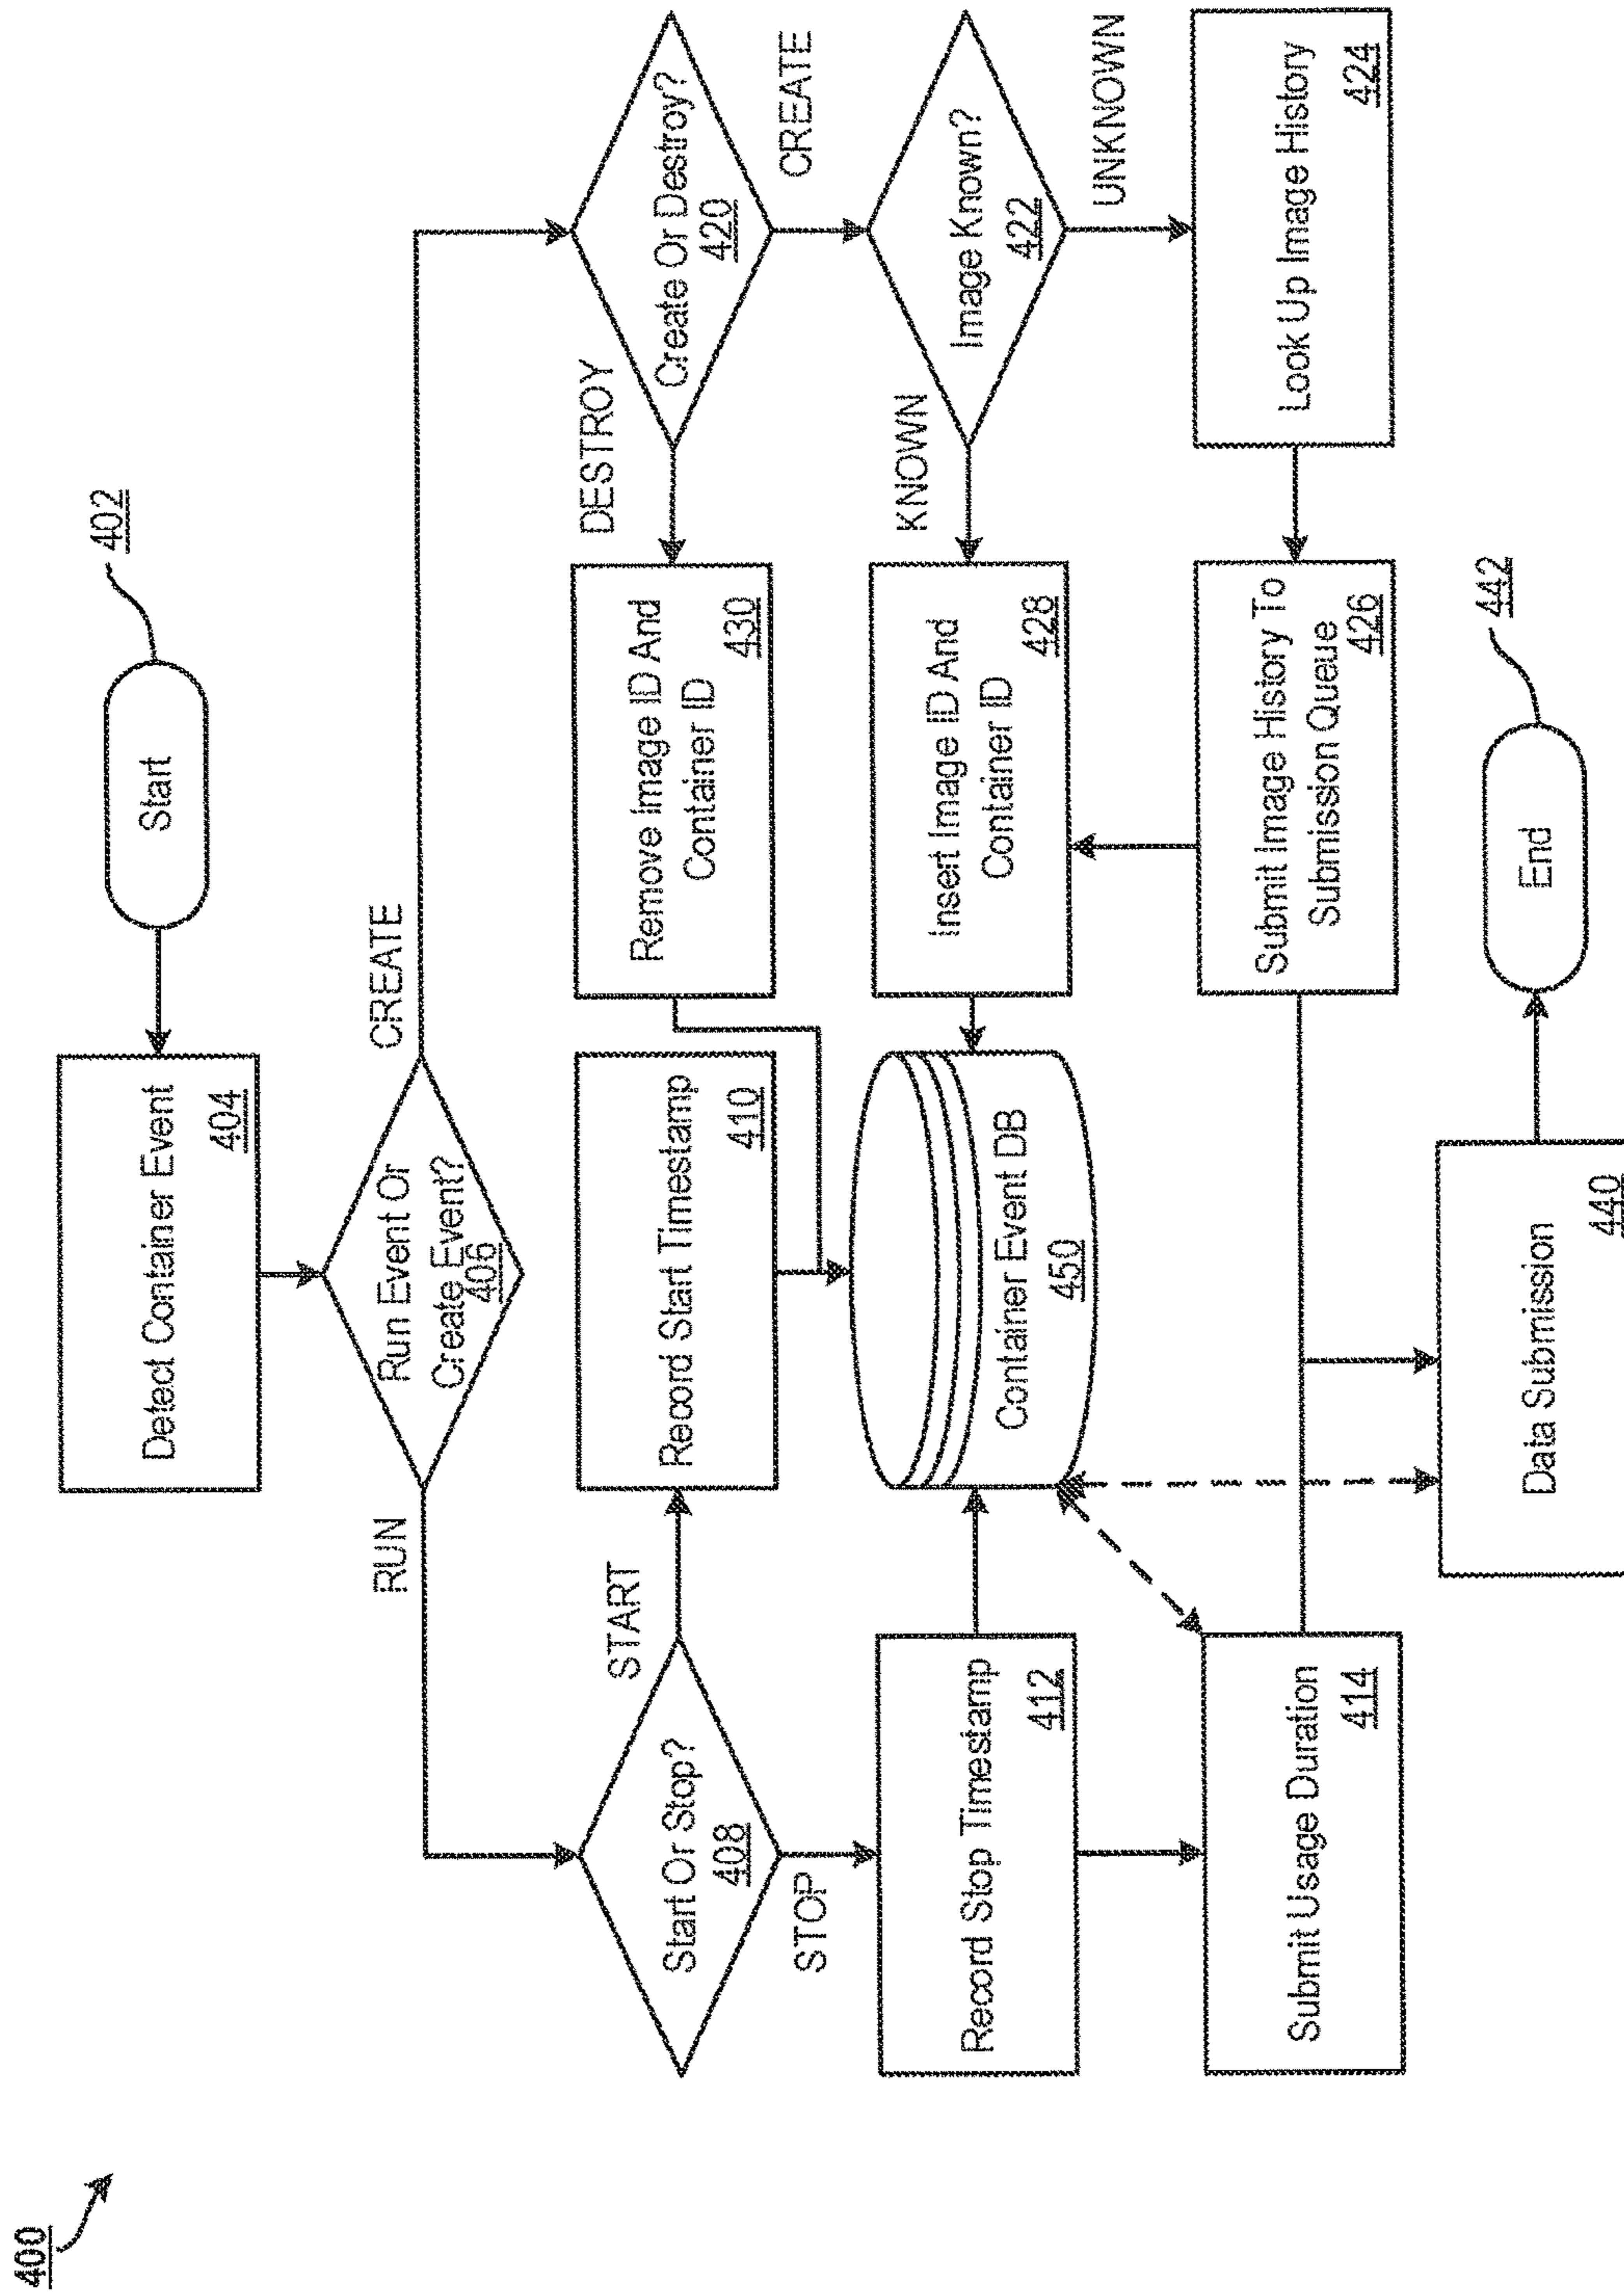 400
402
Start
Detect Container Event
404
Run Event Or
Create Event?
406
RUN
CREATE
Start Or Stop?
408
START
STOP
Record Start Timestamp
410
Remove Image ID And
Container ID
430
DESTROY
Create Or Destroy?
420
CREATE
Record Stop Timestamp
412
Container Event DB
450
Insert Image ID And
Container ID
428
KNOWN
Image Known?
422
UNKNOWN
Submit Usage Duration
414
Submit Image History To
Submission Queue
426
Look Up Image History
424
Data Submission
440
End
442